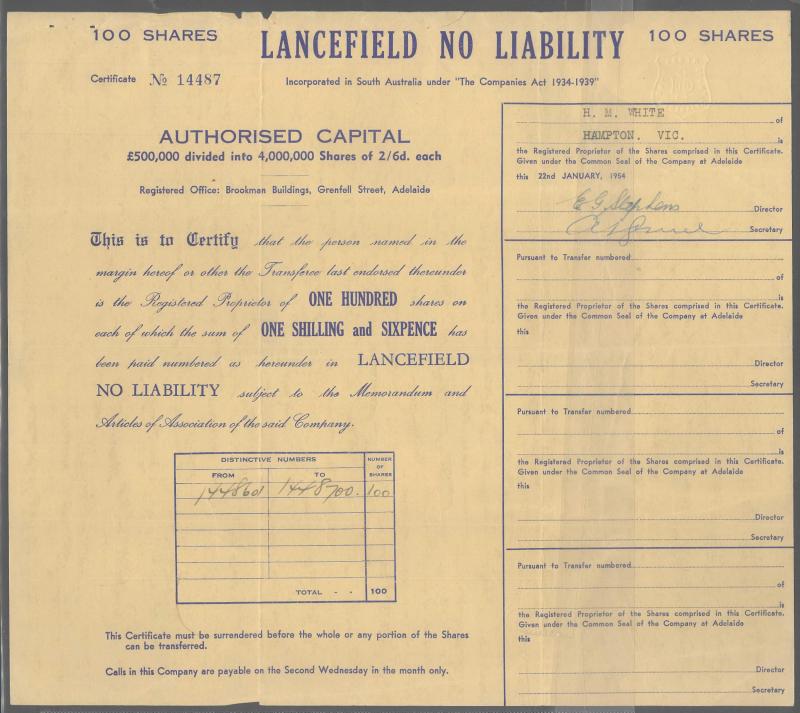 100 SHARES LANCEFIELD NO LIABILITY 100 SHARES
Certificate No 14487 Incorporated in South Australia under "The Companies Act 1934-1939"
AUTHORISED CAPITAL
£500,000 divided into 4,000,000 Shares of 2/6d. each
Registered Office: Brookman Buildings, Grenfell Street, Adelaide
This is to Certify that the person named in the
margin hereof or other the Transferee last endorsed thereunder
is the Registered Proprietor of ONE HUNDRED shares on
each of which the sum of ONE SHILLING and SIXPENCE has
been paid numbered as hereunder in LANCEFIELD
NO LIABILITY subject to the Memorandum and
Articles of Association of the said Company.
DISTINCTIVE NUMBERS NUMBER OF SHARES
FROM TO
1448601 1448700. 100
TOTAL - - 100
This Certificate must be surrendered before the whole or any portion of the Shares
can be transferred.
Calls in this Company are payable on the Second Wednesday in the month only.
H. M. WHITE of
HAMPTON. VIC. is
the Registered Proprietor of the Shares comprised in this Certificate.
Given under the Common Seal of the Company at Adelaide
this 22nd JANUARY, 1954
E G Stephens Director
Secretary
Pursuant to Transfer numbered
of
is
the Registered Proprietor of the Shares comprised in this Certificate.
Given under the Common Seal of the Company at Adelaide
this
Director
Secretary
Pursuant to Transfer numbered
of
is
the Registered Proprietor of the Shares comprised in this Certificate.
Given under the Common Seal of the Company at Adelaide
this
Director
Secretary
Pursuant to Transfer numbered
of
is
the Registered Proprietor of the Shares comprised in this Certificate.
Given under the Common Seal of the Company at Adelaide
this
Director
Secretary